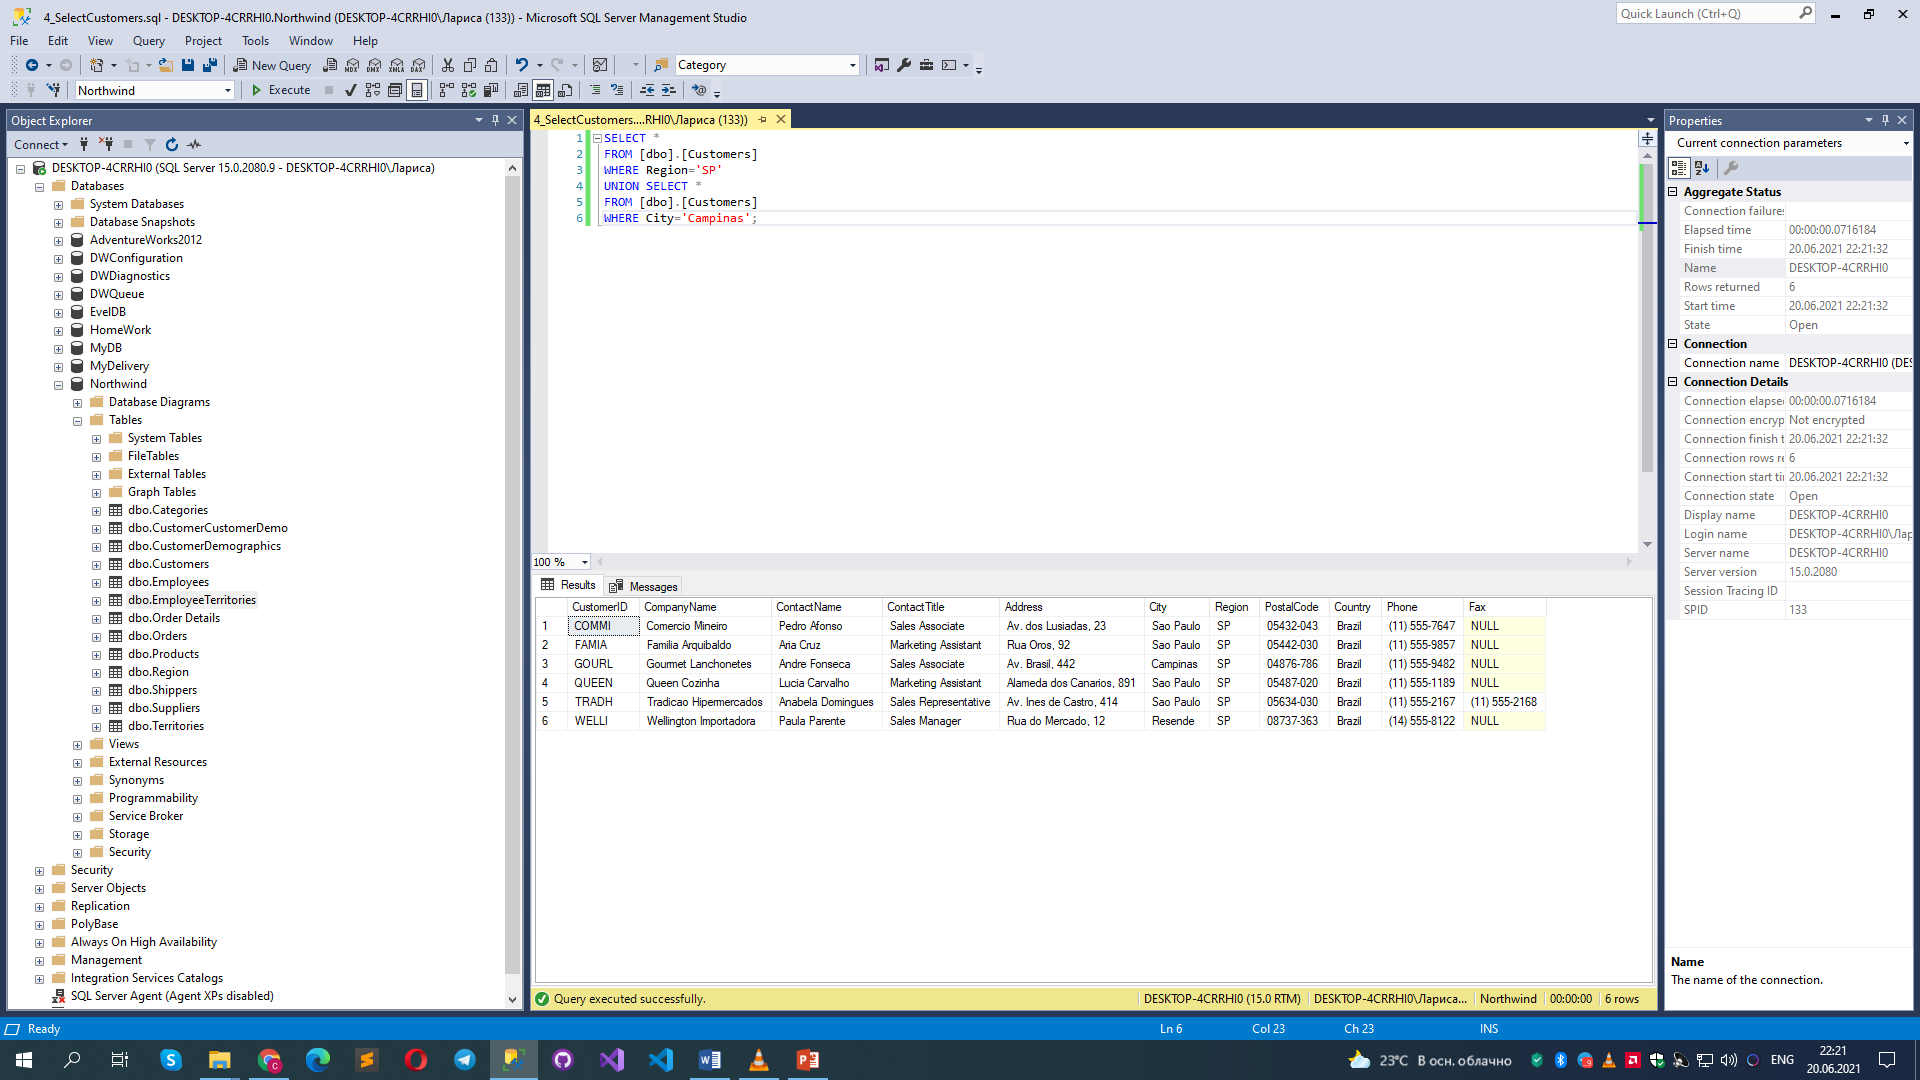 4_SelectCustomers.sql - DESKTOP-4CRRHI0.Northwind (DESKTOP-4CRRHI0\Лариса (133)) - Microsoft SQL Server Management Studio
Quick Launch (Ctrl+Q)
File Edit View Query Project Tools Window Help
New Query
MDX DMX XMLA DAX
Category
Northwind
Execute
Object Explorer
Connect
DESKTOP-4CRRHI0 (SQL Server 15.0.2080.9 - DESKTOP-4CRRHI0\Лариса)
Databases
System Databases
Database Snapshots
AdventureWorks2012
DWConfiguration
DWDiagnostics
DWQueue
EvelDB
HomeWork
MyDB
MyDelivery
Northwind
Database Diagrams
Tables
System Tables
FileTables
External Tables
Graph Tables
dbo.Categories
dbo.CustomerCustomerDemo
dbo.CustomerDemographics
dbo.Customers
dbo.Employees
dbo.EmployeeTerritories
dbo.Order Details
dbo.Orders
dbo.Products
dbo.Region
dbo.Shippers
dbo.Suppliers
dbo.Territories
Views
External Resources
Synonyms
Programmability
Service Broker
Storage
Security
Security
Server Objects
Replication
PolyBase
Always On High Availability
Management
Integration Services Catalogs
SQL Server Agent (Agent XPs disabled)
4_SelectCustomers....RHI0\Лариса (133))
1 SELECT *
2 FROM [dbo].[Customers]
3 WHERE Region='SP'
4 UNION SELECT *
5 FROM [dbo].[Customers]
6 WHERE City='Campinas';
100 %
Results Messages
CustomerID CompanyName ContactName ContactTitle Address City Region PostalCode Country Phone Fax
1 COMMI Comercio Mineiro Pedro Afonso Sales Associate Av. dos Lusiadas, 23 Sao Paulo SP 05432-043 Brazil (11) 555-7647 NULL
2 FAMIA Familia Arquibaldo Aria Cruz Marketing Assistant Rua Oros, 92 Sao Paulo SP 05442-030 Brazil (11) 555-9857 NULL
3 GOURL Gourmet Lanchonetes Andre Fonseca Sales Associate Av. Brasil, 442 Campinas SP 04876-786 Brazil (11) 555-9482 NULL
4 QUEEN Queen Cozinha Lucia Carvalho Marketing Assistant Alameda dos Canarios, 891 Sao Paulo SP 05487-020 Brazil (11) 555-1189 NULL
5 TRADH Tradicao Hipermercados Anabela Domingues Sales Representative Av. Ines de Castro, 414 Sao Paulo SP 05634-030 Brazil (11) 555-2167 (11) 555-2168
6 WELLI Wellington Importadora Paula Parente Sales Manager Rua do Mercado, 12 Resende SP 08737-363 Brazil (14) 555-8122 NULL
Query executed successfully. DESKTOP-4CRRHI0 (15.0 RTM) DESKTOP-4CRRHI0\Лариса... Northwind 00:00:00 6 rows
Properties
Current connection parameters
Aggregate Status
Connection failures
Elapsed time 00:00:00.0716184
Finish time 20.06.2021 22:21:32
Name DESKTOP-4CRRHI0
Rows returned 6
Start time 20.06.2021 22:21:32
State Open
Connection
Connection name DESKTOP-4CRRHI0 (DES
Connection Details
Connection elapse 00:00:00.0716184
Connection encryp Not encrypted
Connection finish t 20.06.2021 22:21:32
Connection rows re 6
Connection start ti 20.06.2021 22:21:32
Connection state Open
Display name DESKTOP-4CRRHI0
Login name DESKTOP-4CRRHI0\Лар
Server name DESKTOP-4CRRHI0
Server version 15.0.2080
Session Tracing ID
SPID 133
Name
The name of the connection.
Ready Ln 6 Col 23 Ch 23 INS
23°C В осн. облачно ENG 22:21
20.06.2021